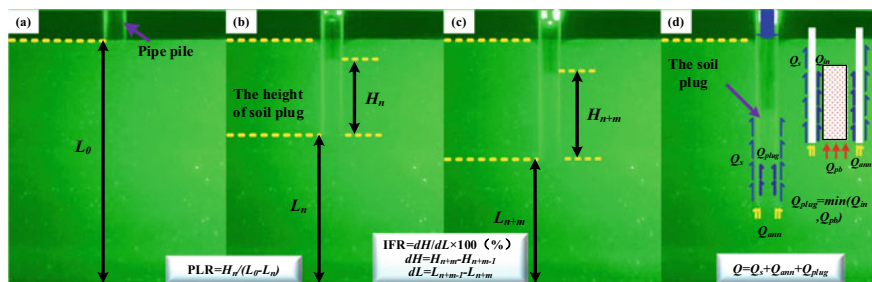 (a)
Pipe pile
L0
PLR=Hn/(L0-Ln)
(b)
The height
of soil plug
Hn
Ln
(c)
Hn+m
Ln+m
IFR=dH/dL×100 (%)
dH=Hn+m-Hn+m-1
dL=Ln+m-1-Ln+m
(d)
The soil
plug
Qs
Qplug
Qann
Qs
Qin
Qpb
Qann
Qplug=min(Qin
,Qpb)
Q=Qs+Qann+Qplug